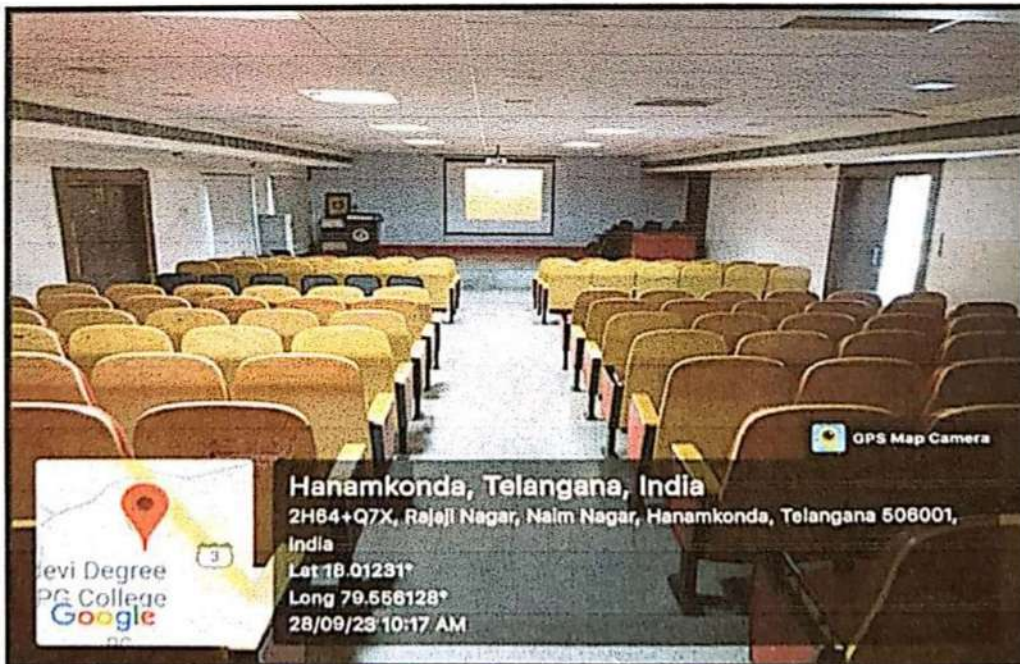 GPS Map Camera
Hanamkonda, Telangana, India
2H64+Q7X, Rajaji Nagar, Naim Nagar, Hanamkonda, Telangana 506001,
India
Lat 18.01231°
Long 79.556128°
28/09/23 10:17 AM
3
evi Degree
PG College
Google